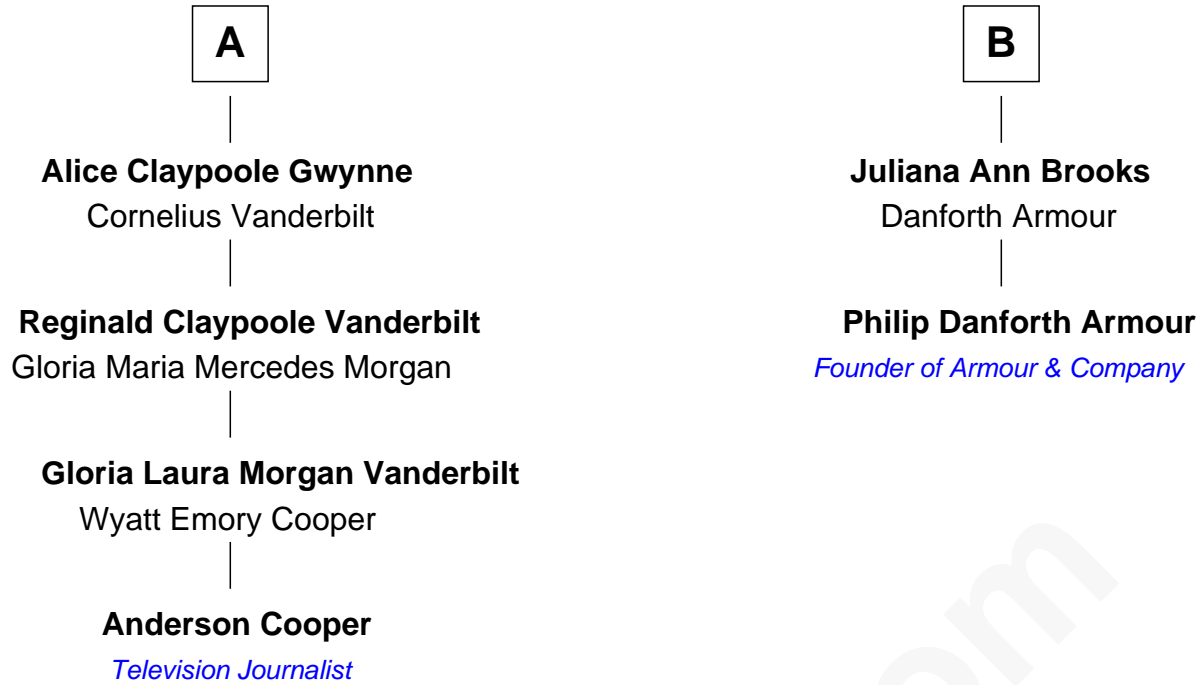 A
Alice Claypoole Gwynne
Cornelius Vanderbilt
Reginald Claypoole Vanderbilt
Gloria Maria Mercedes Morgan
Gloria Laura Morgan Vanderbilt
Wyatt Emory Cooper
Anderson Cooper
Television Journalist
B
Juliana Ann Brooks
Danforth Armour
Philip Danforth Armour
Founder of Armour & Company
om